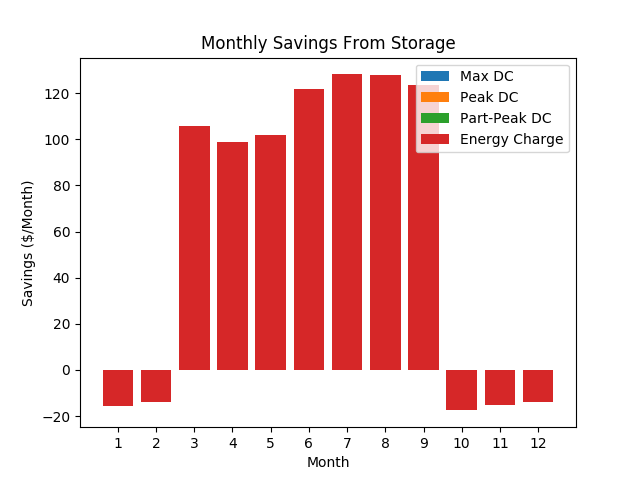 Monthly Savings From Storage
Max DC
Peak DC
Part-Peak DC
Energy Charge
Savings ($/Month)
120
100
80
60
40
20
0
−20
1 2 3 4 5 6 7 8 9 10 11 12
Month